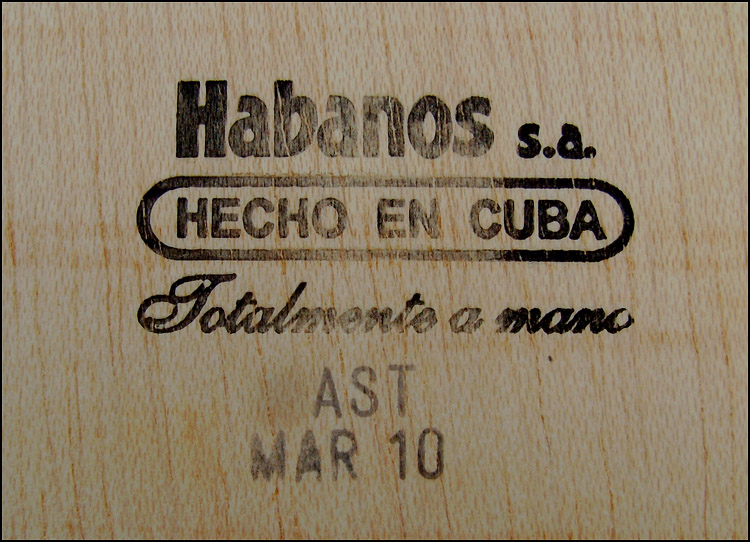 Habanos s.a.
HECHO EN CUBA
Totalmente a mano
AST
MAR 10